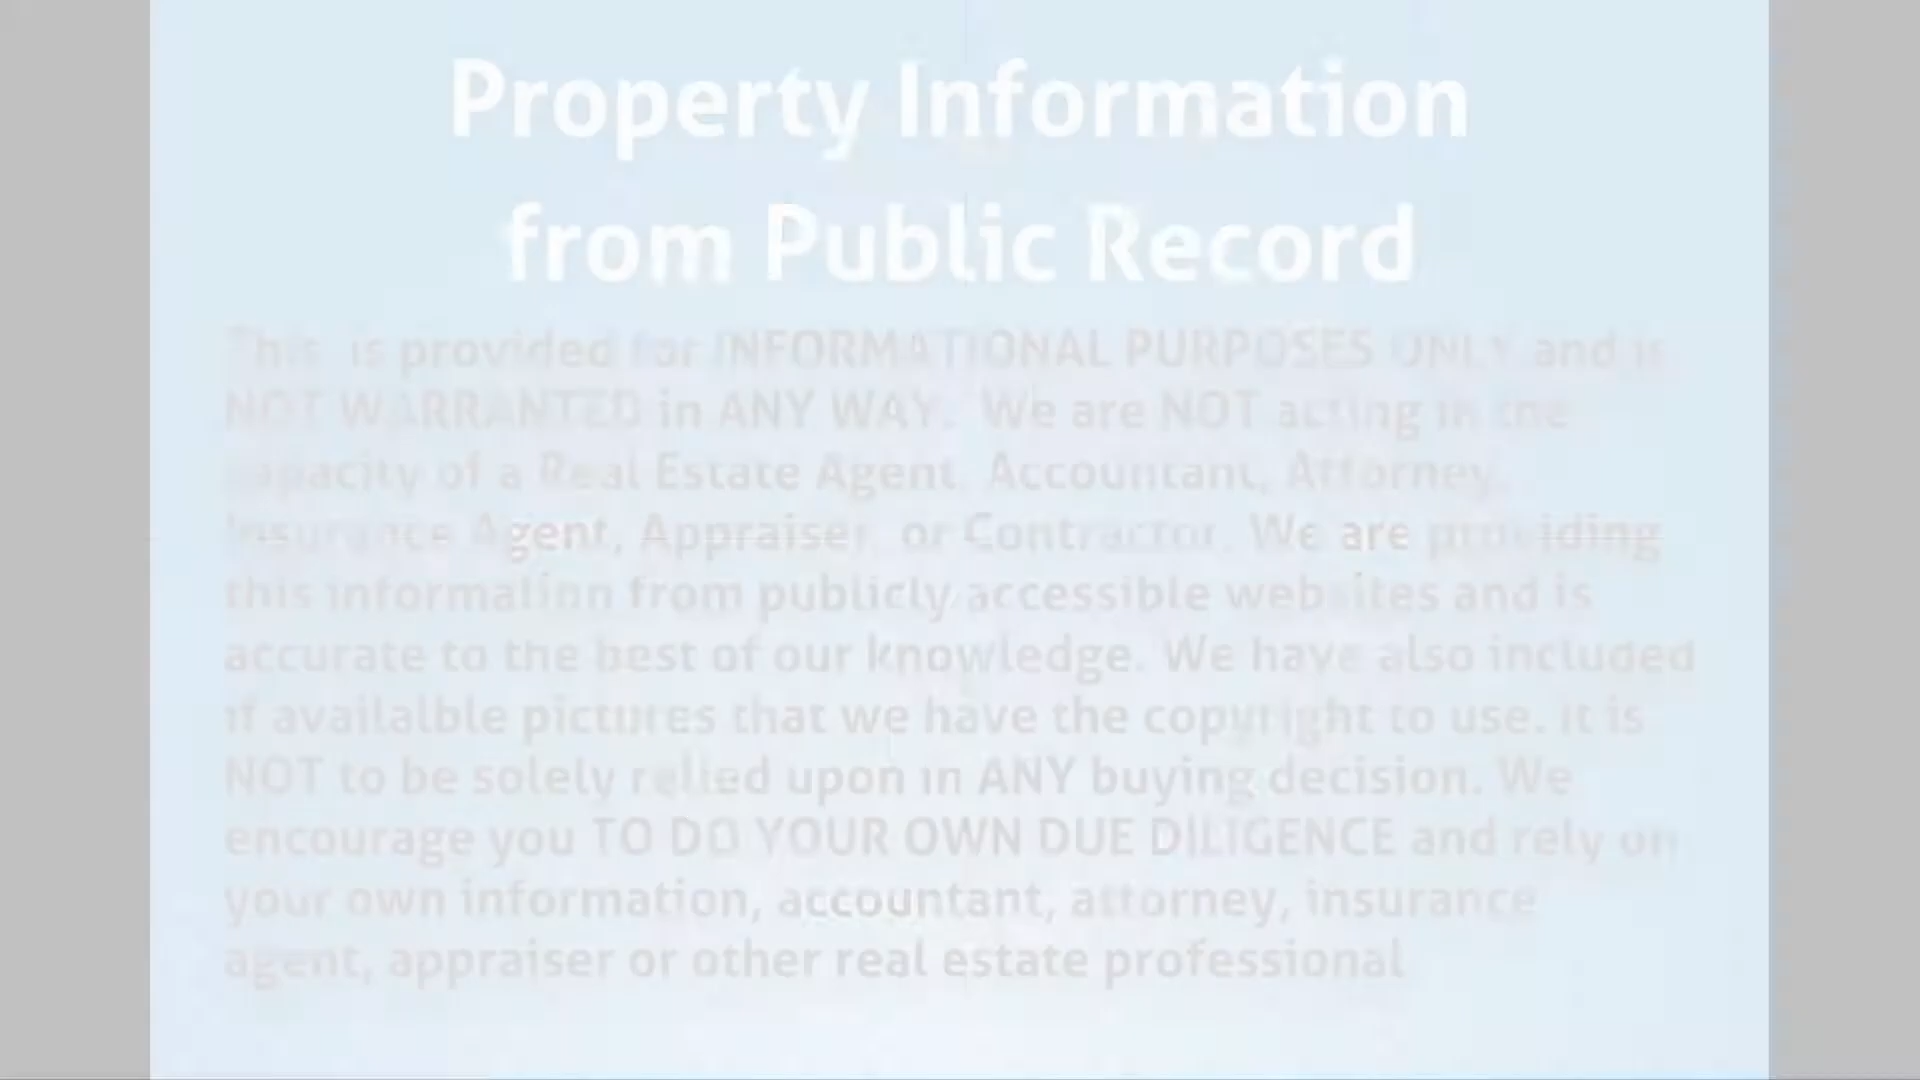 Property Information
from Public Record
This is provided for INFORMATIONAL PURPOSES ONLY and is
NOT WARRANTED in ANY WAY. We are NOT acting in the
capacity of a Real Estate Agent, Accountant, Attorney,
Insurance Agent, Appraiser, or Contractor. We are providing
this information from publicly accessible websites and is
accurate to the best of our knowledge. We have also included
if availalble pictures that we have the copyright to use. It is
NOT to be solely relied upon in ANY buying decision. We
encourage you TO DO YOUR OWN DUE DILIGENCE and rely on
your own information, accountant, attorney, insurance
agent, appraiser or other real estate professional